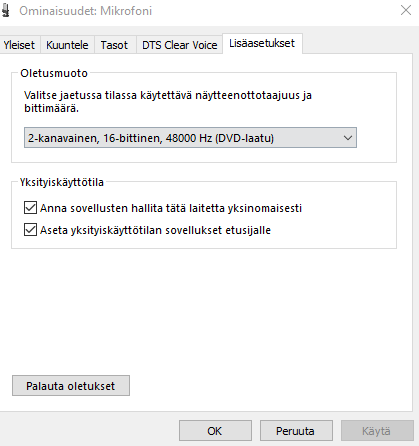 Ominaisuudet: Mikrofoni
Yleiset Kuuntele Tasot DTS Clear Voice Lisäasetukset
Oletusmuoto
Valitse jaetussa tilassa käytettävä näytteenottotaajuus ja
bittimäärä.
2-kanavainen, 16-bittinen, 48000 Hz (DVD-laatu)
Yksityiskäyttötila
Anna sovellusten hallita tätä laitetta yksinomaisesti
Aseta yksityiskäyttötilan sovellukset etusijalle
Palauta oletukset
OK Peruuta Käytä